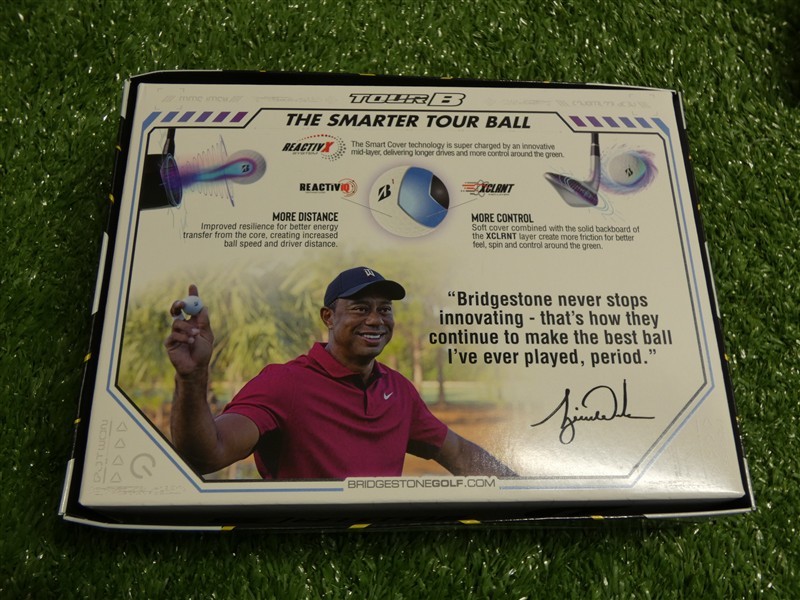 TOUR B
THE SMARTER TOUR BALL
REACTIV X
SYSTEM
The Smart Cover technology is super charged by an innovative
mid-layer, delivering longer drives and more control around the green.
REACTIV iQ
XCLRNT
B
MORE DISTANCE
Improved resilience for better energy
transfer from the core, creating increased
ball speed and driver distance.
MORE CONTROL
Soft cover combined with the solid backboard of
the XCLRNT layer create more friction for better
feel, spin and control around the green.
TW
"Bridgestone never stops
innovating - that's how they
continue to make the best ball
I've ever played, period."
BRIDGESTONEGOLF.COM